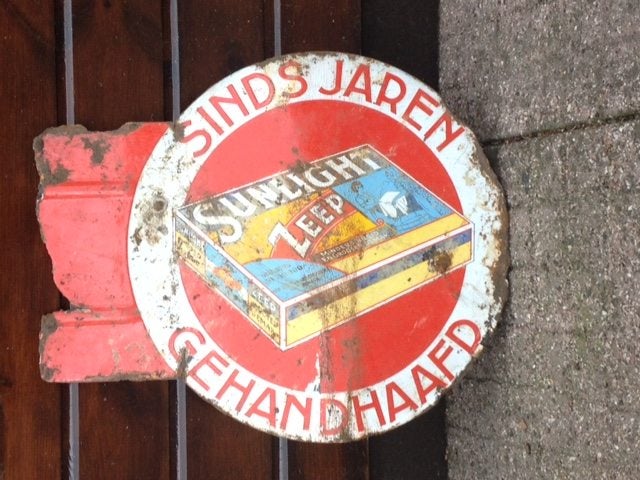 SINDS JAREN
SUNLIGHT
ZEEP
GEHANDHAAFD